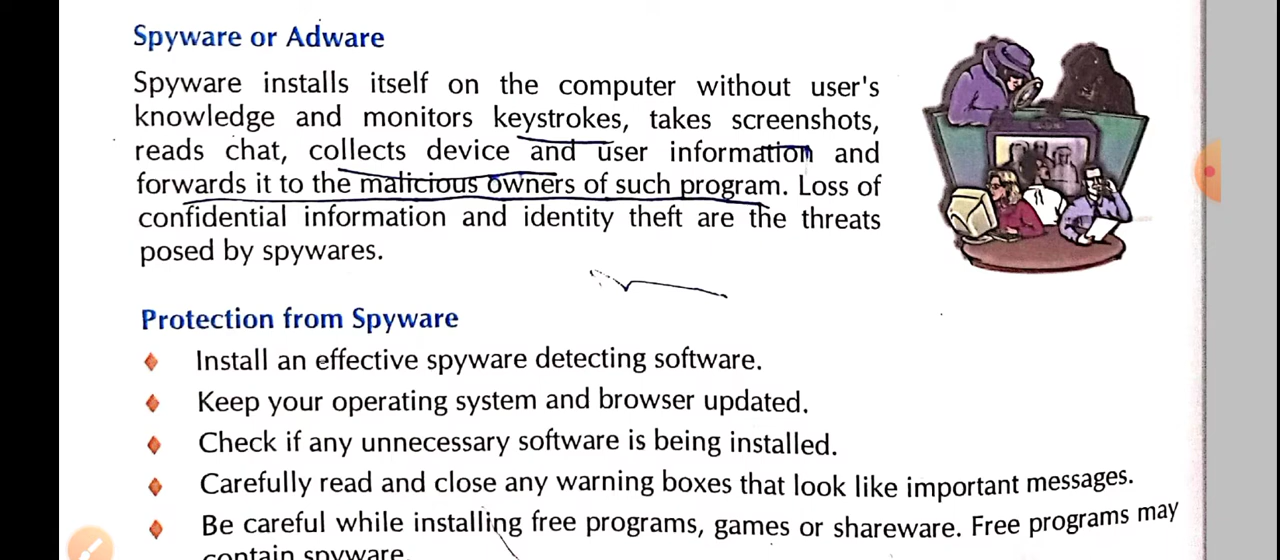 Spyware or Adware
Spyware installs itself on the computer without user's
knowledge and monitors keystrokes, takes screenshots,
reads chat, collects device and user information and
forwards it to the malicious owners of such program. Loss of
confidential information and identity theft are the threats
posed by spywares.
Protection from Spyware
Install an effective spyware detecting software.
Keep your operating system and browser updated.
Check if any unnecessary software is being installed.
Carefully read and close any warning boxes that look like important messages.
Be careful while installing free programs, games or shareware. Free programs may
contain spyware.